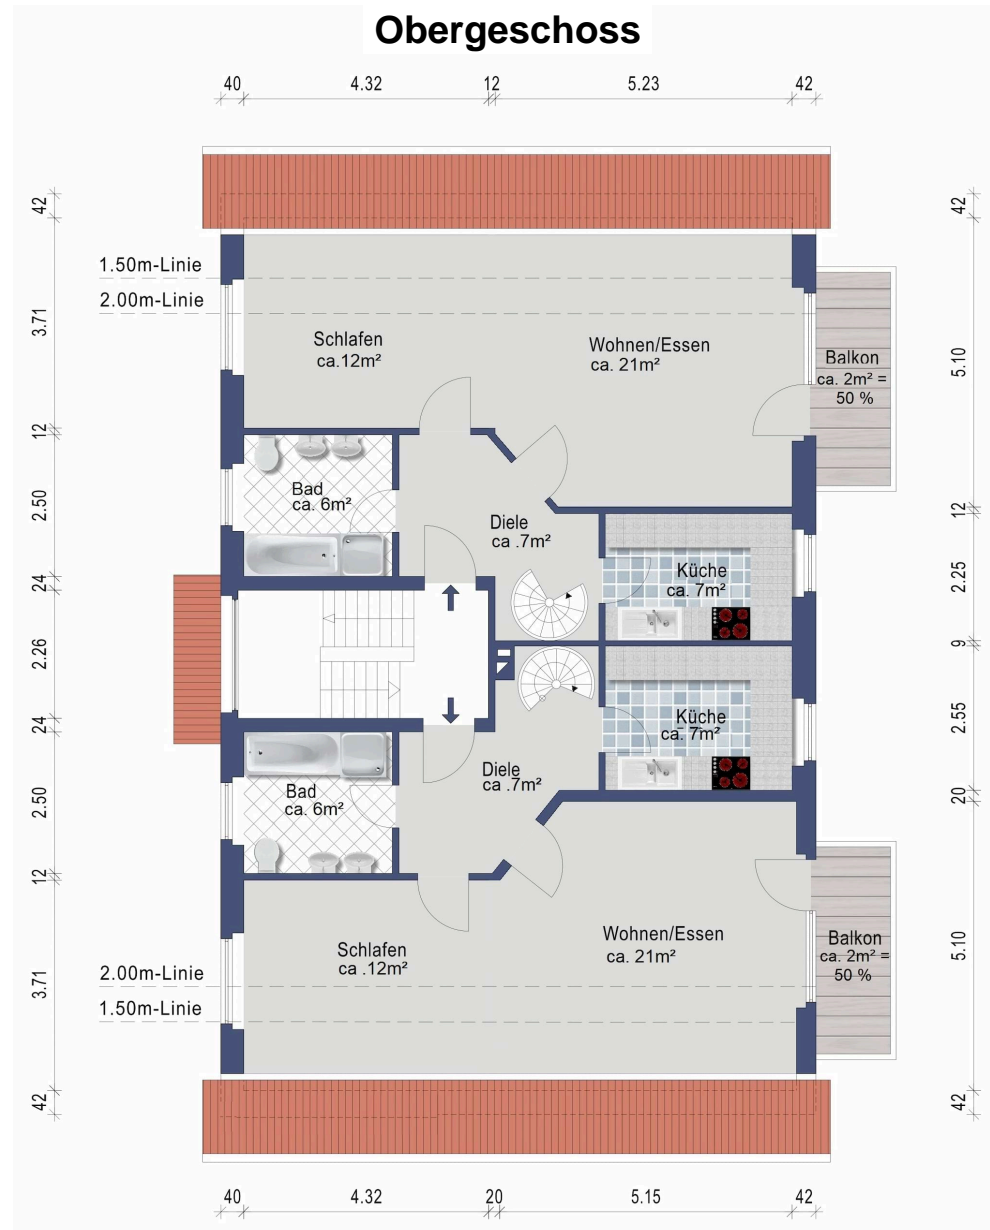 Obergeschoss
40 4.32 12 5.23 42
42
42
1.50m-Linie
2.00m-Linie
3.71
Schlafen
ca.12m²
Wohnen/Essen
ca. 21m²
Balkon
ca. 2m² =
50 %
5.10
12
Bad
ca. 6m²
2.50
Diele
ca .7m²
12
Küche
ca. 7m²
2.25
24
2.26
9
24
Küche
ca. 7m²
2.55
Diele
ca .7m²
Bad
ca. 6m²
2.50
20
12
Schlafen
ca .12m²
Wohnen/Essen
ca. 21m²
Balkon
ca. 2m² =
50 %
5.10
2.00m-Linie
3.71
1.50m-Linie
42
42
40 4.32 20 5.15 42